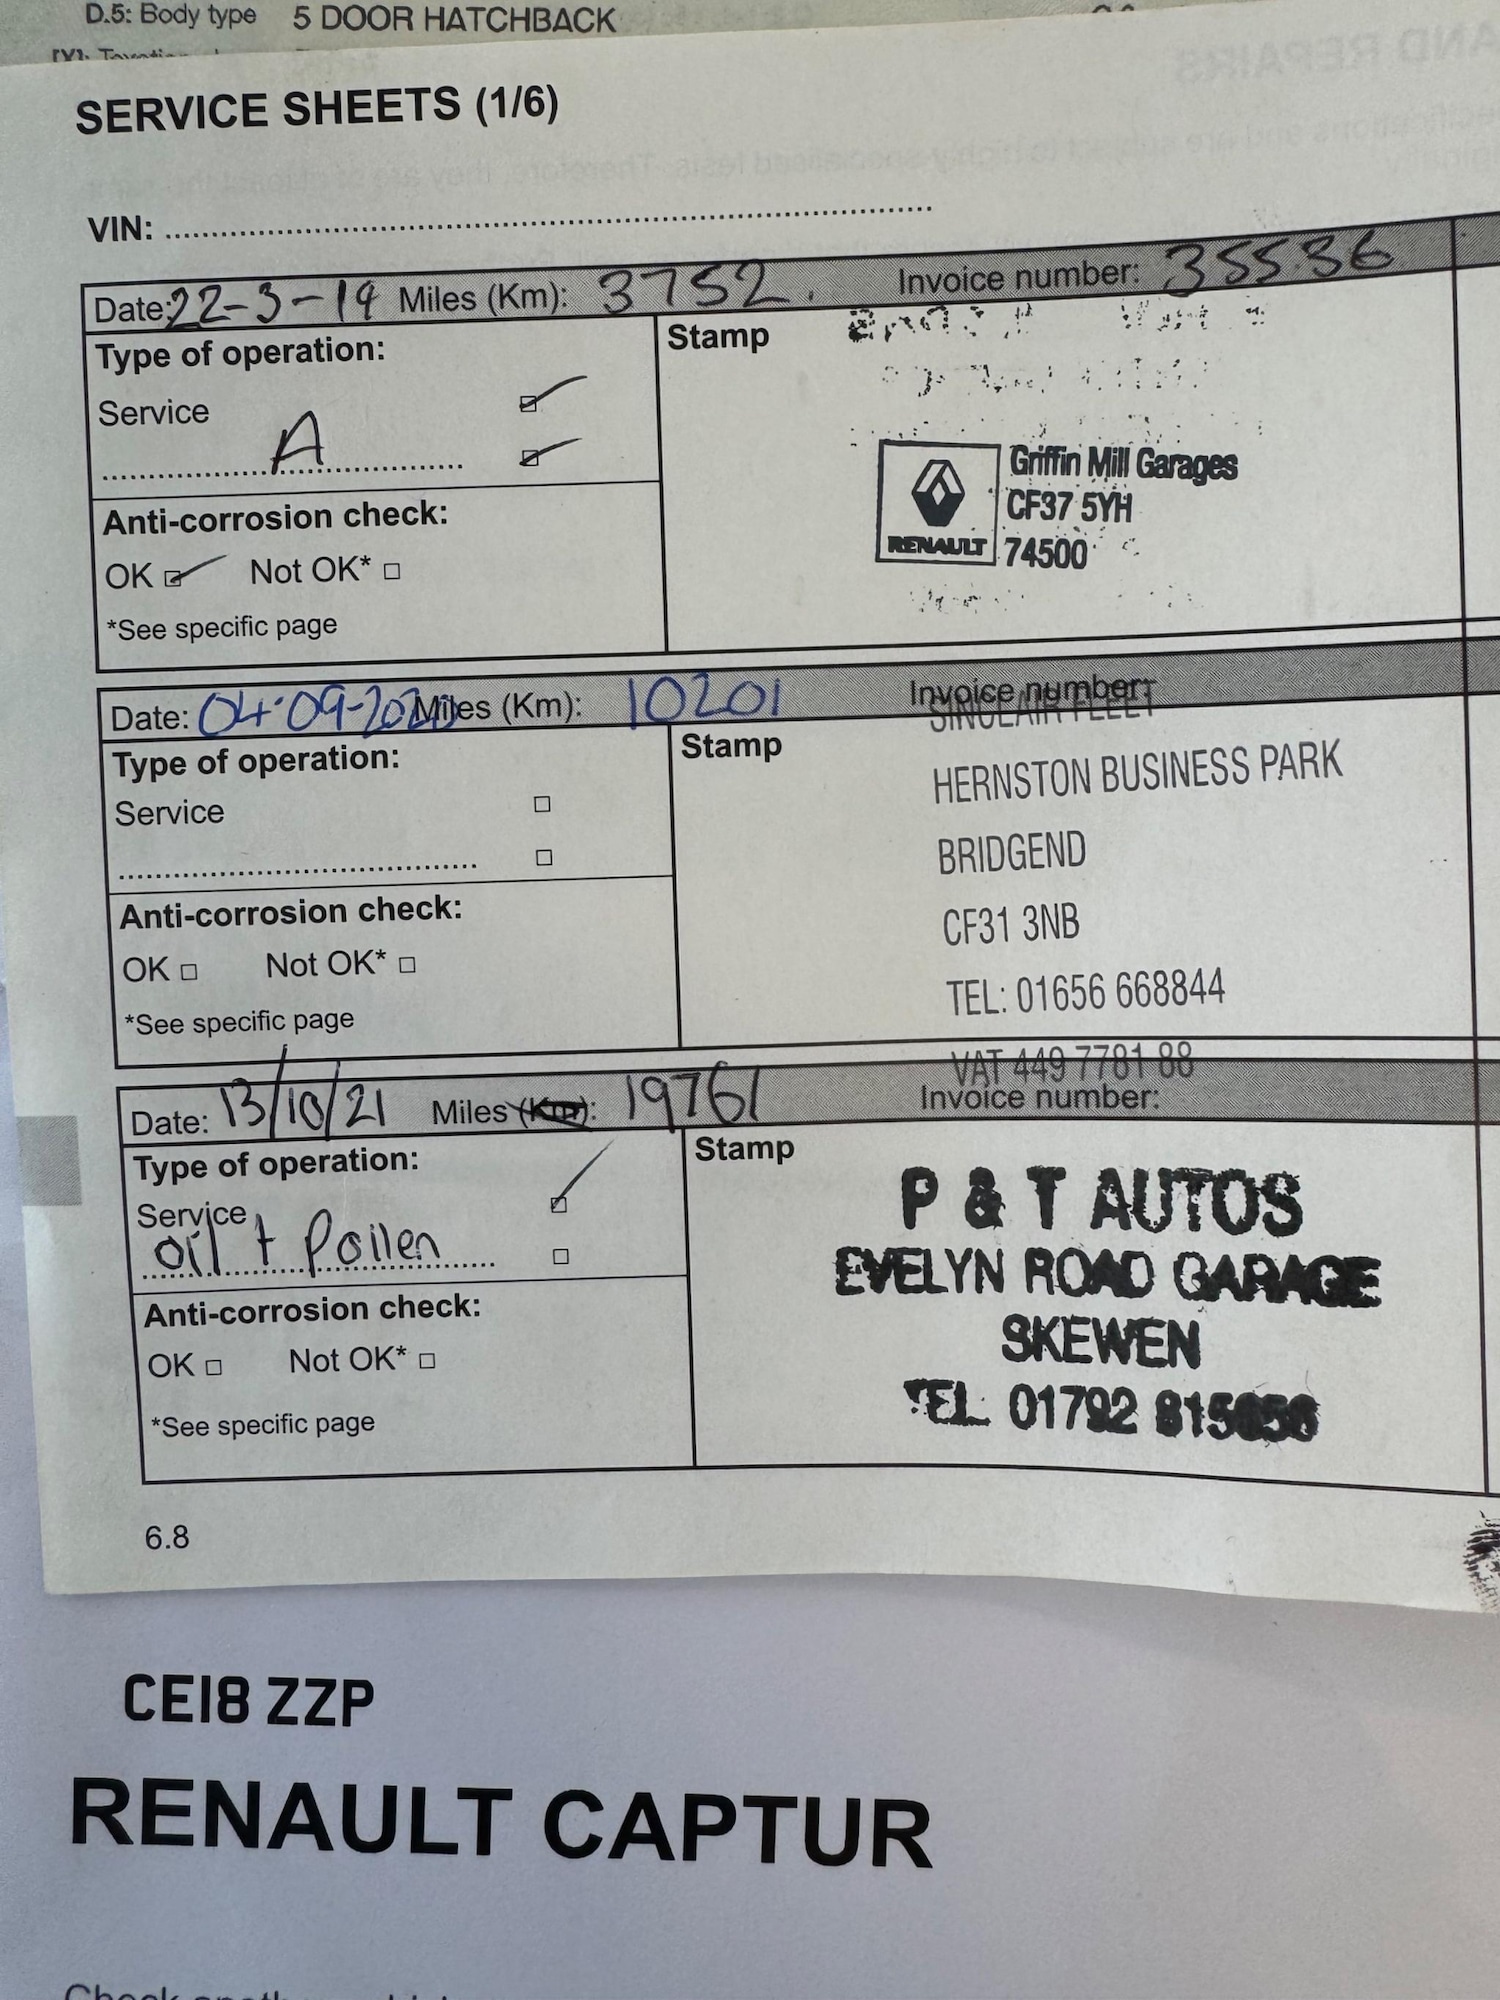 D.5: Body type 5 DOOR HATCHBACK
SERVICE SHEETS (1/6)
VIN:
Date: 22-3-19 Miles (Km): 3752. Invoice number: 35536
Type of operation:
Stamp
Service
A
Griffin Mill Garages
CF37 5YH
RENAULT 74500
Anti-corrosion check:
OK Not OK*
*See specific page
Date: 04-09-2020 Miles (Km): 10201 Invoice number:
Type of operation:
Stamp
Service
SINCLAIR FLEET
HERNSTON BUSINESS PARK
BRIDGEND
CF31 3NB
TEL: 01656 668844
VAT 449 7781 88
Anti-corrosion check:
OK Not OK*
*See specific page
Date: 13/10/21 Miles (Km): 19761 Invoice number:
Type of operation:
Stamp
Service
oil + Pollen
P & T AUTOS
EVELYN ROAD GARAGE
SKEWEN
TEL: 01792
Anti-corrosion check:
OK Not OK*
*See specific page
6.8
CE18 ZZP
RENAULT CAPTUR